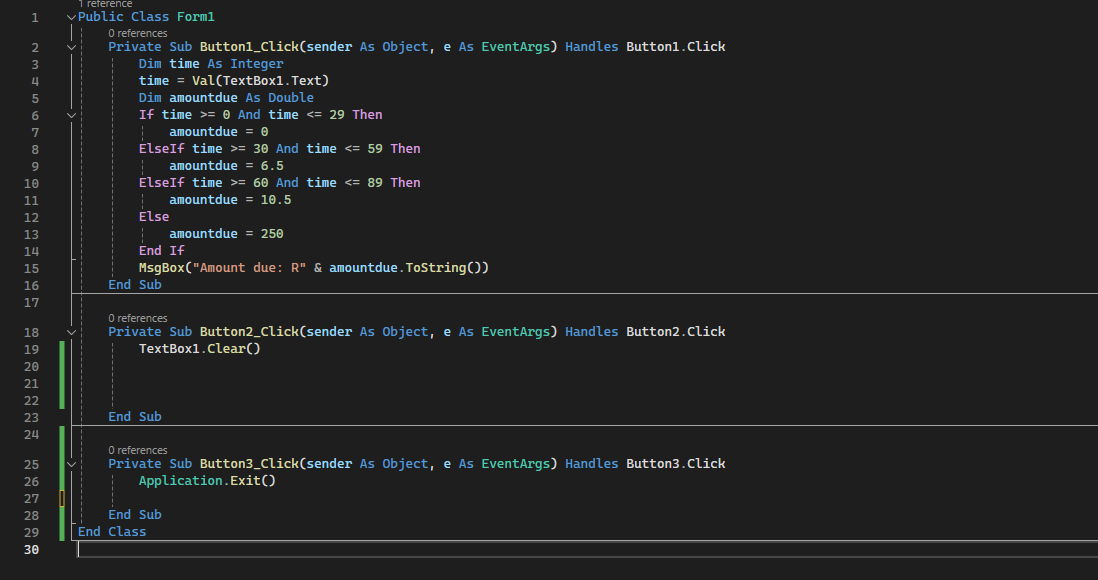 1 reference
1 Public Class Form1
0 references
2 Private Sub Button1_Click(sender As Object, e As EventArgs) Handles Button1.Click
3 Dim time As Integer
4 time = Val(TextBox1.Text)
5 Dim amountdue As Double
6 If time >= 0 And time <= 29 Then
7 amountdue = 0
8 ElseIf time >= 30 And time <= 59 Then
9 amountdue = 6.5
10 ElseIf time >= 60 And time <= 89 Then
11 amountdue = 10.5
12 Else
13 amountdue = 250
14 End If
15 MsgBox("Amount due: R" & amountdue.ToString())
16 End Sub
17
0 references
18 Private Sub Button2_Click(sender As Object, e As EventArgs) Handles Button2.Click
19 TextBox1.Clear()
20
21
22
23 End Sub
24
0 references
25 Private Sub Button3_Click(sender As Object, e As EventArgs) Handles Button3.Click
26 Application.Exit()
27
28 End Sub
29 End Class
30